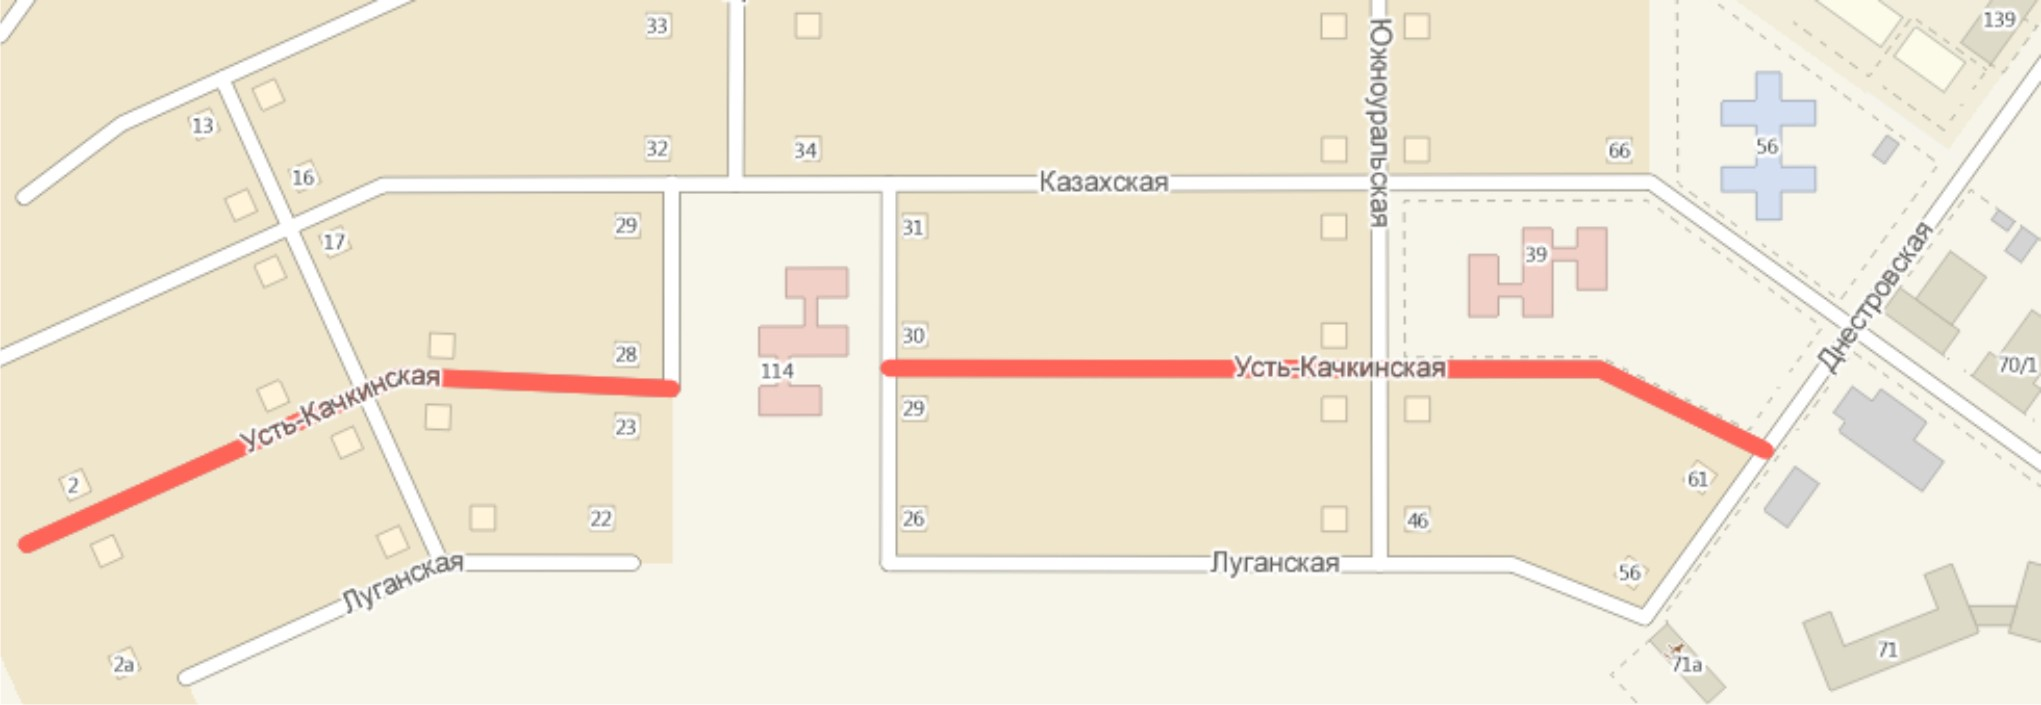 33
139
13
32
34
66
56
16
Казахская
Южноуральская
29
17
31
39
Днестровская
30
28
114
Усть-Качкинская
Усть-Качкинская
70/1
29
23
2
61
22
26
46
Луганская
Луганская
56
71
2а
71а